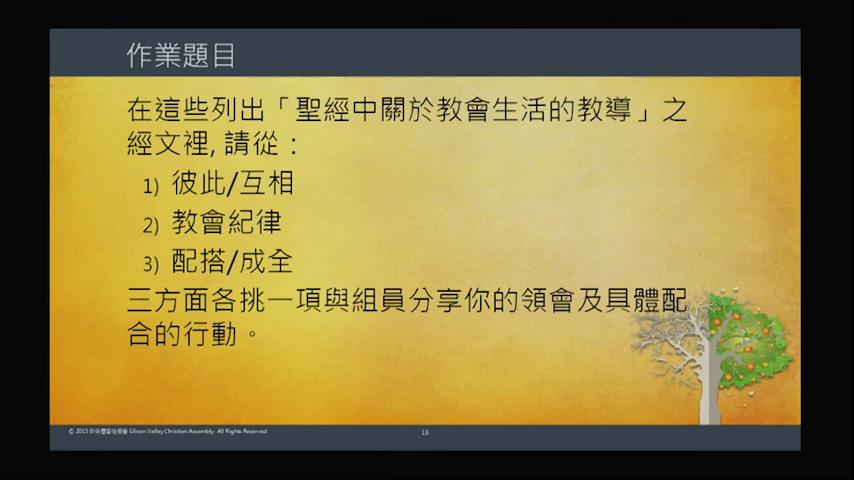 作業題目
在這些列出「聖經中關於教會生活的教導」之
經文裡, 請從：
1) 彼此/互相
2) 教會紀律
3) 配搭/成全
三方面各挑一項與組員分享你的領會及具體配
合的行動。
© 2015 矽谷豐盛生命會 Silicon Valley Christian Assembly. All Rights Reserved.
16